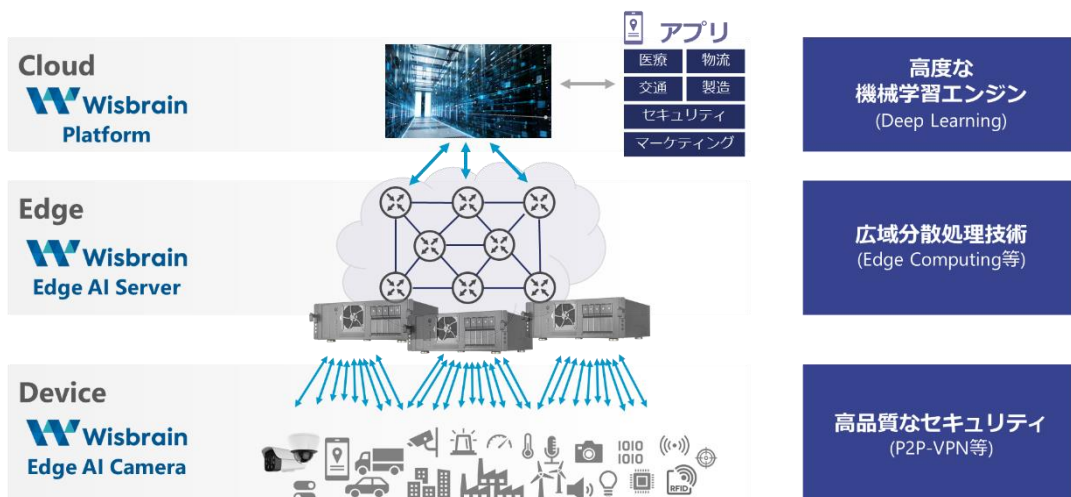 Cloud
Wisbrain
Platform
アプリ
医療
物流
交通
製造
セキュリティ
マーケティング
高度な
機械学習エンジン
(Deep Learning)
Edge
Wisbrain
Edge AI Server
広域分散処理技術
(Edge Computing等)
Device
Wisbrain
Edge AI Camera
1010
1010
RFID
高品質なセキュリティ
(P2P-VPN等)